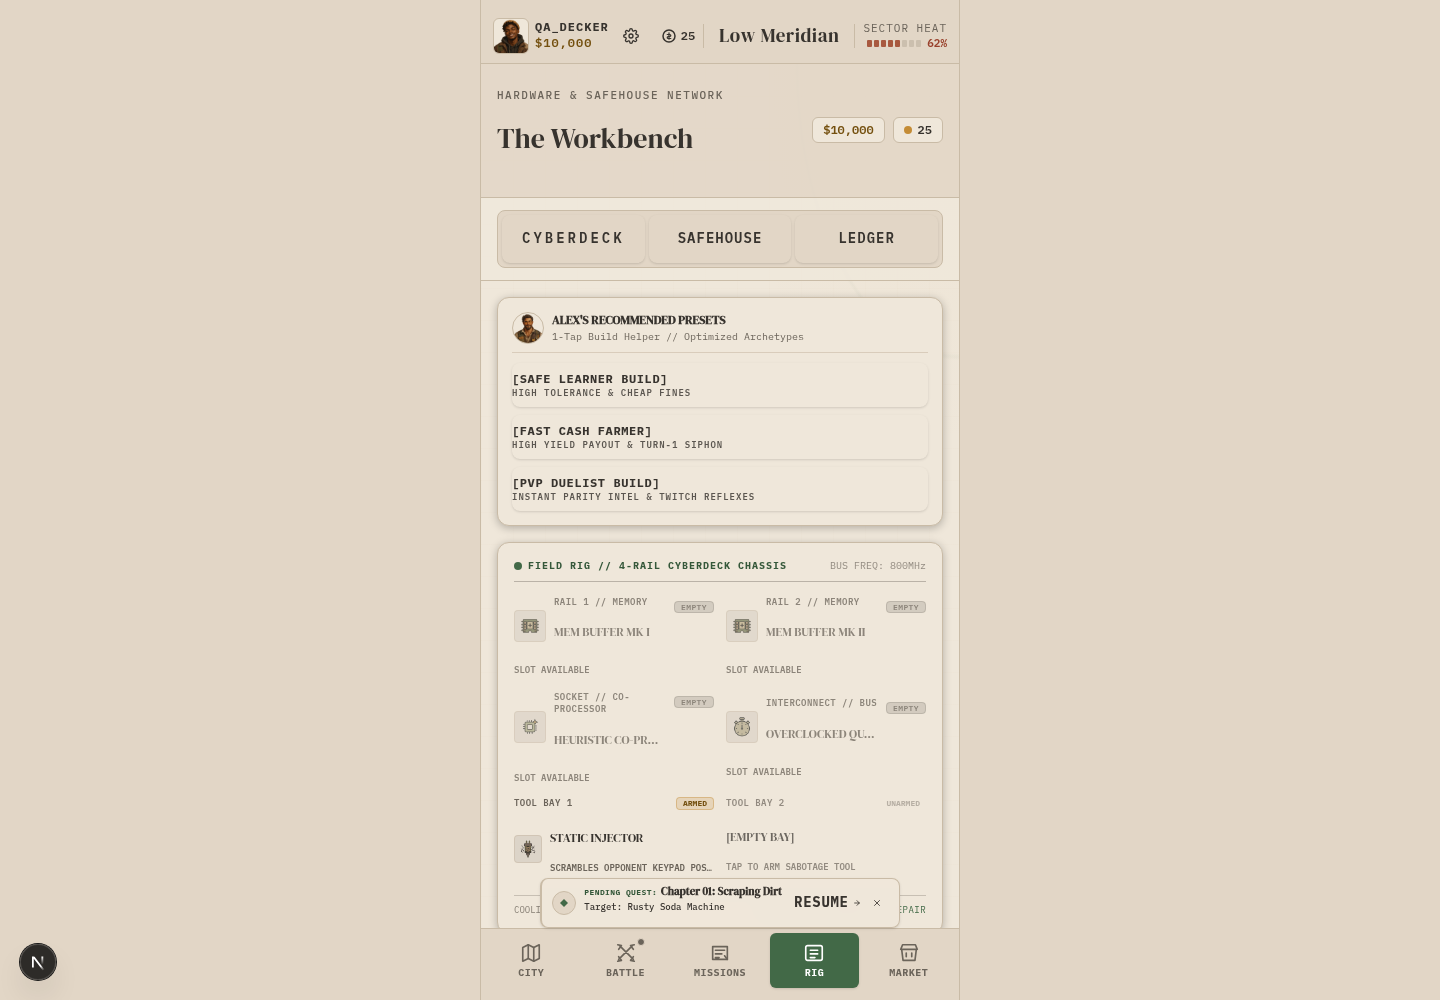 QA_DECKER
$10,000
25
Low Meridian
SECTOR HEAT
62%
HARDWARE & SAFEHOUSE NETWORK
The Workbench
$10,000
25
CYBERDECK
SAFEHOUSE
LEDGER
ALEX'S RECOMMENDED PRESETS
1-Tap Build Helper // Optimized Archetypes
[SAFE LEARNER BUILD]
HIGH TOLERANCE & CHEAP FINES
[FAST CASH FARMER]
HIGH YIELD PAYOUT & TURN-1 SIPHON
[PVP DUELIST BUILD]
INSTANT PARITY INTEL & TWITCH REFLEXES
FIELD RIG // 4-RAIL CYBERDECK CHASSIS
BUS FREQ: 800MHz
RAIL 1 // MEMORY
EMPTY
MEM BUFFER MK I
SLOT AVAILABLE
RAIL 2 // MEMORY
EMPTY
MEM BUFFER MK II
SLOT AVAILABLE
SOCKET // CO-
PROCESSOR
EMPTY
HEURISTIC CO-PR...
SLOT AVAILABLE
INTERCONNECT // BUS
EMPTY
OVERCLOCKED QU...
SLOT AVAILABLE
TOOL BAY 1
ARMED
STATIC INJECTOR
SCRAMBLES OPPONENT KEYPAD POS...
TOOL BAY 2
UNARMED
[EMPTY BAY]
TAP TO ARM SABOTAGE TOOL
PENDING QUEST: Chapter 01: Scraping Dirt
Target: Rusty Soda Machine
RESUME →
×
N
CITY
BATTLE
MISSIONS
RIG
MARKET